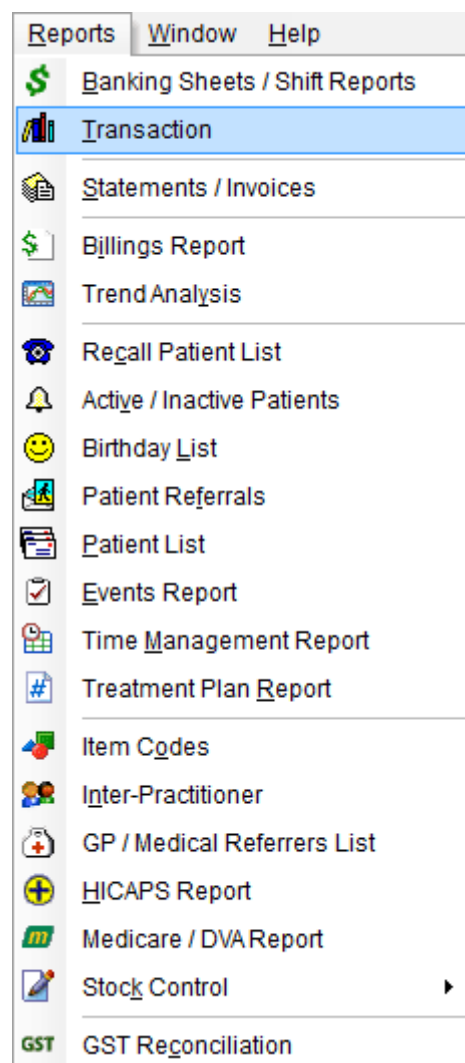 Reports Window Help
$ Banking Sheets / Shift Reports
Transaction
Statements / Invoices
$ Billings Report
Trend Analysis
Recall Patient List
Active / Inactive Patients
Birthday List
Patient Referrals
Patient List
Events Report
Time Management Report
# Treatment Plan Report
Item Codes
Inter-Practitioner
GP / Medical Referrers List
HICAPS Report
m Medicare / DVA Report
Stock Control
GST GST Reconciliation